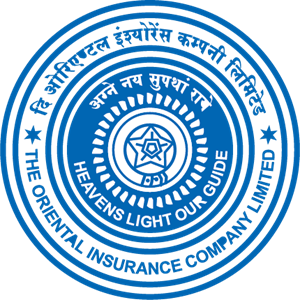 दि ओरिएण्टल इंश्योरेंस कम्पनी लिमिटेड
अग्ने नय सुपथा राये
HEAVENS LIGHT OUR GUIDE
THE ORIENTAL INSURANCE COMPANY LIMITED